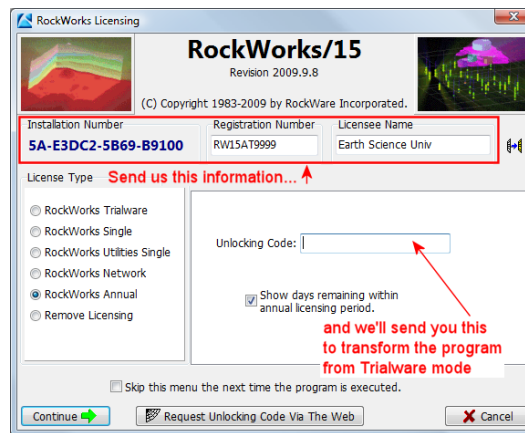 RockWorks Licensing
RockWorks/15
Revision 2009.9.8
(C) Copyright 1983-2009 by RockWare Incorporated.
Installation Number Registration Number Licensee Name
5A-E3DC2-5B69-B9100 RW15AT9999 Earth Science Univ
License Type Send us this information...
RockWorks Trialware
RockWorks Single
RockWorks Utilities Single
RockWorks Network
RockWorks Annual
Remove Licensing
Unlocking Code:
Show days remaining within
annual licensing period.
and we'll send you this
to transform the program
from Trialware mode
Skip this menu the next time the program is executed.
Continue Request Unlocking Code Via The Web Cancel